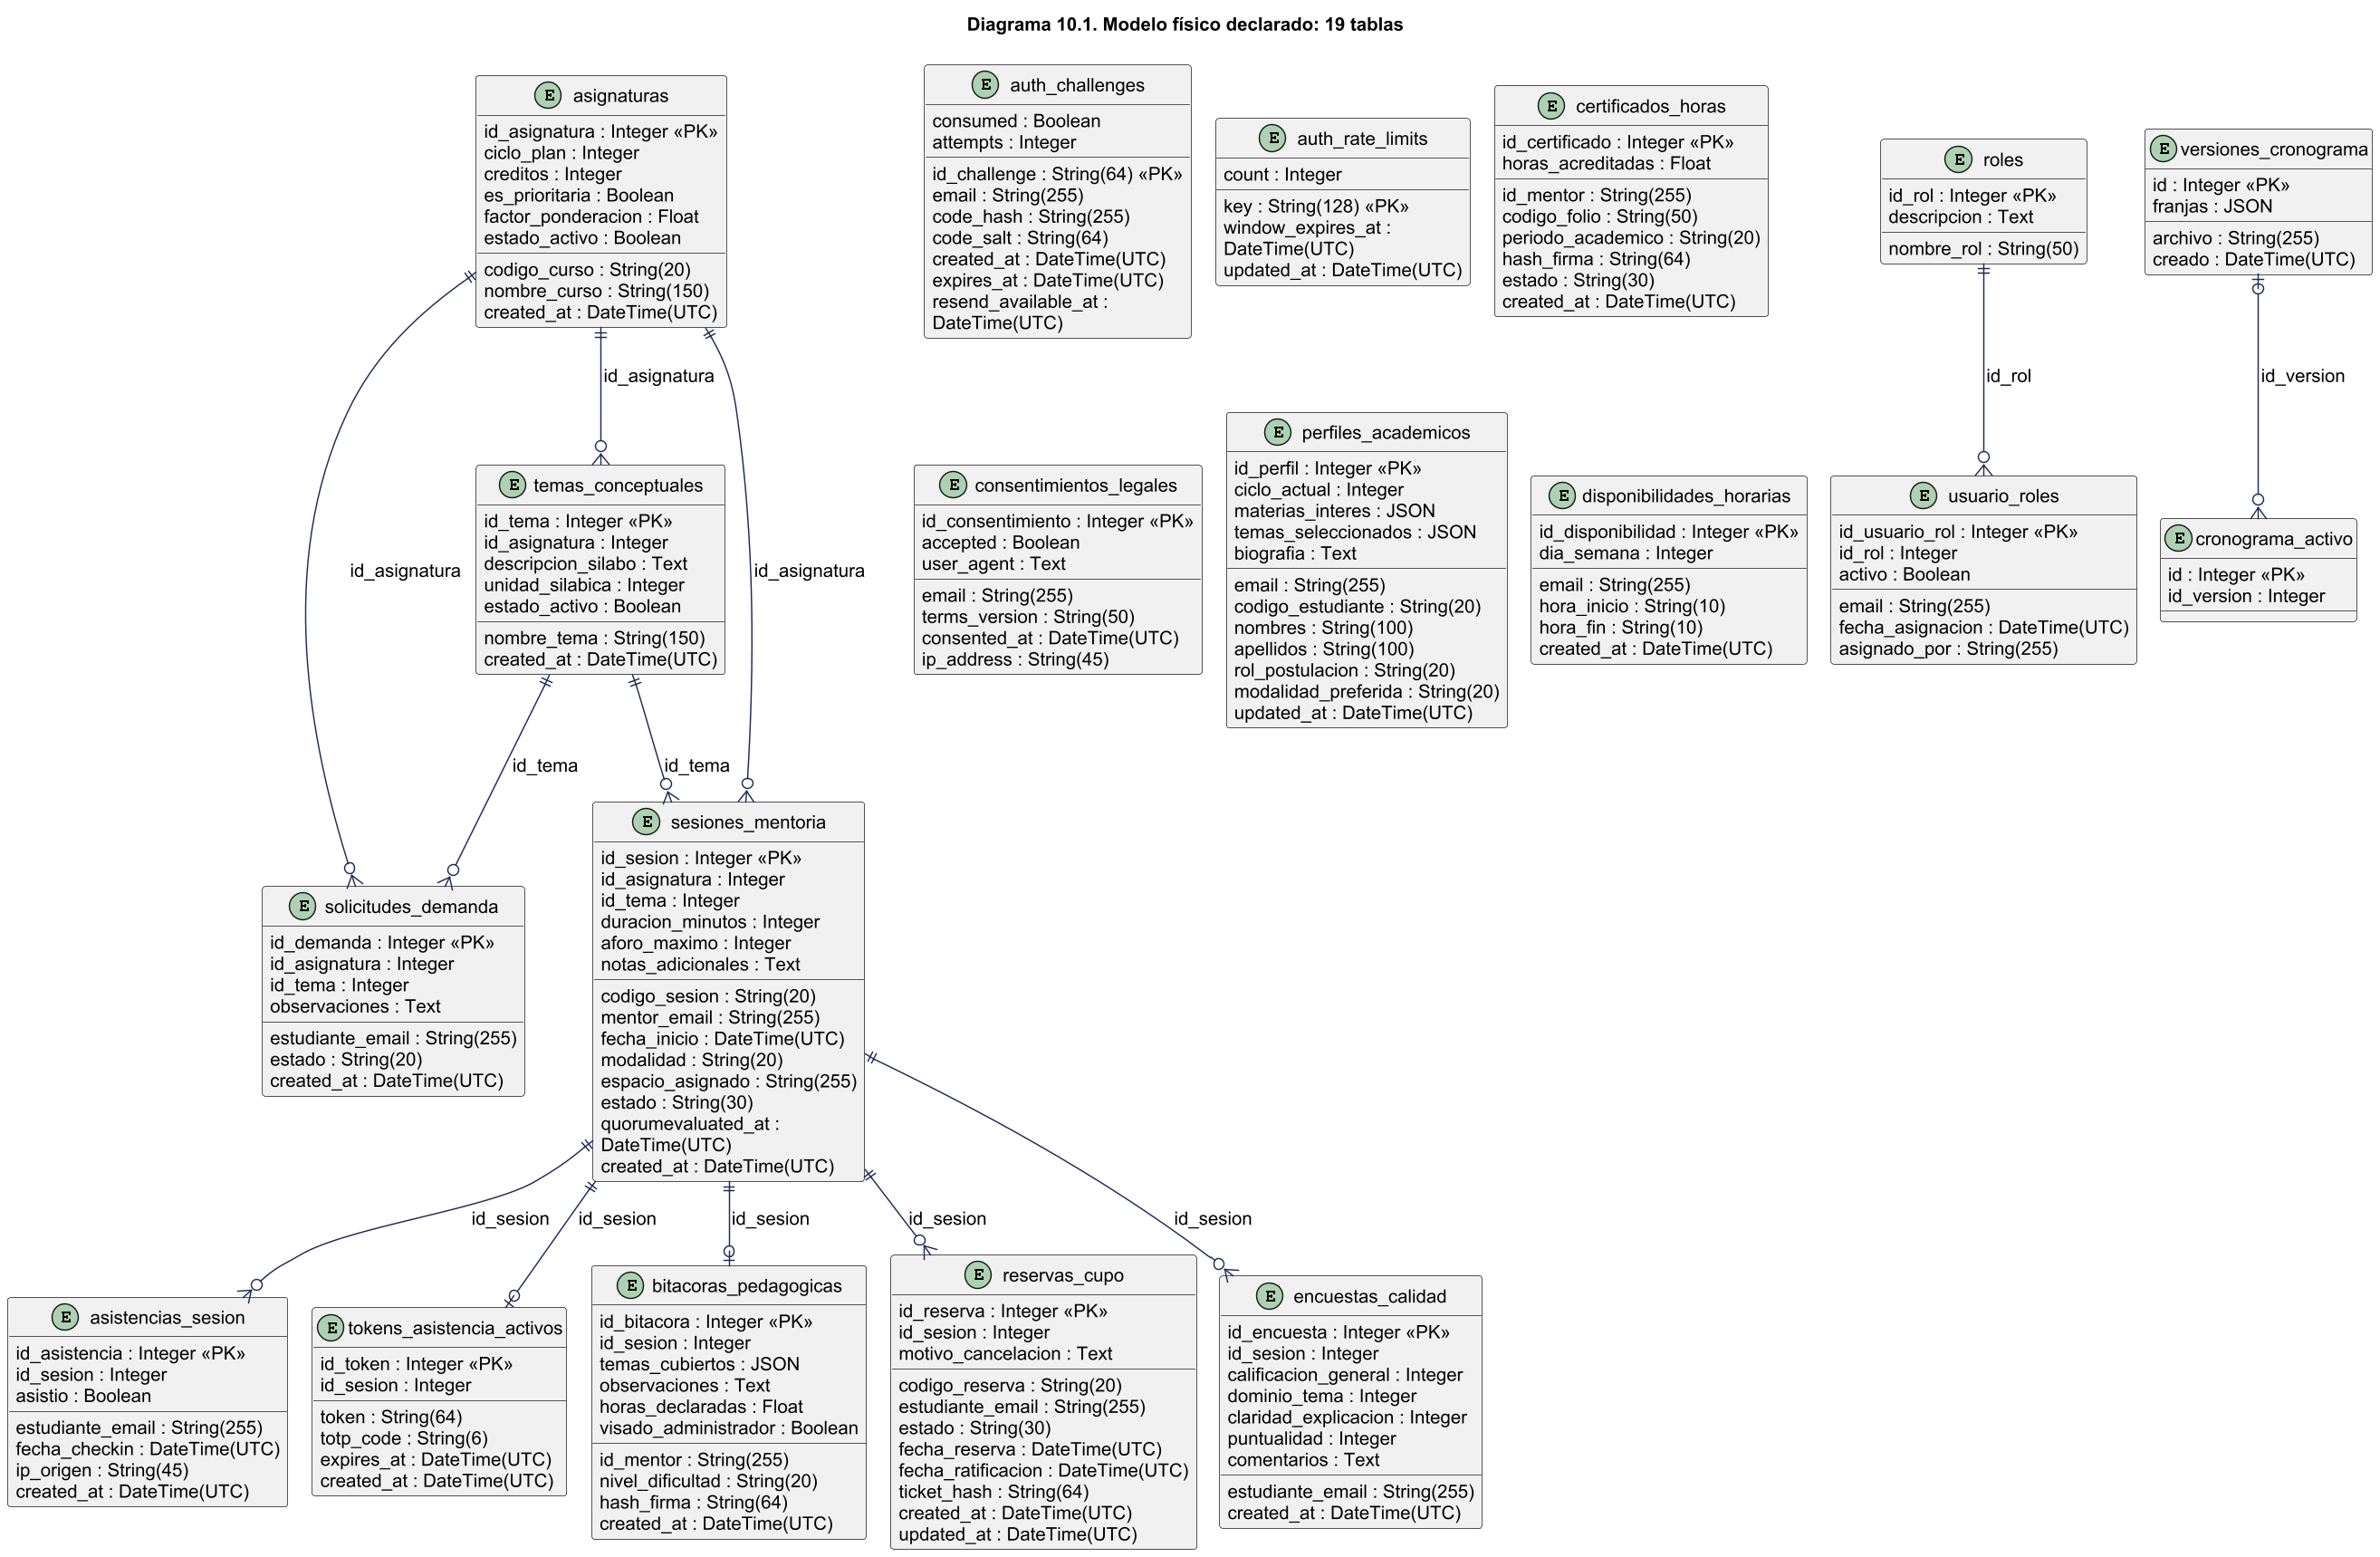 Diagrama 10.1. Modelo físico declarado: 19 tablas
E asignaturas
id_asignatura : Integer «PK»
ciclo_plan : Integer
creditos : Integer
es_prioritaria : Boolean
factor_ponderacion : Float
estado_activo : Boolean
codigo_curso : String(20)
nombre_curso : String(150)
created_at : DateTime(UTC)
E auth_challenges
consumed : Boolean
attempts : Integer
id_challenge : String(64) «PK»
email : String(255)
code_hash : String(255)
code_salt : String(64)
created_at : DateTime(UTC)
expires_at : DateTime(UTC)
resend_available_at :
DateTime(UTC)
E auth_rate_limits
count : Integer
key : String(128) «PK»
window_expires_at :
DateTime(UTC)
updated_at : DateTime(UTC)
E certificados_horas
id_certificado : Integer «PK»
horas_acreditadas : Float
id_mentor : String(255)
codigo_folio : String(50)
periodo_academico : String(20)
hash_firma : String(64)
estado : String(30)
created_at : DateTime(UTC)
E roles
id_rol : Integer «PK»
descripcion : Text
nombre_rol : String(50)
E versiones_cronograma
id : Integer «PK»
franjas : JSON
archivo : String(255)
creado : DateTime(UTC)
id_asignatura
id_rol
id_version
E temas_conceptuales
id_tema : Integer «PK»
id_asignatura : Integer
descripcion_silabo : Text
unidad_silabica : Integer
estado_activo : Boolean
nombre_tema : String(150)
created_at : DateTime(UTC)
E consentimientos_legales
id_consentimiento : Integer «PK»
accepted : Boolean
user_agent : Text
email : String(255)
terms_version : String(50)
consented_at : DateTime(UTC)
ip_address : String(45)
E perfiles_academicos
id_perfil : Integer «PK»
ciclo_actual : Integer
materias_interes : JSON
temas_seleccionados : JSON
biografia : Text
email : String(255)
codigo_estudiante : String(20)
nombres : String(100)
apellidos : String(100)
rol_postulacion : String(20)
modalidad_preferida : String(20)
updated_at : DateTime(UTC)
E disponibilidades_horarias
id_disponibilidad : Integer «PK»
dia_semana : Integer
email : String(255)
hora_inicio : String(10)
hora_fin : String(10)
created_at : DateTime(UTC)
E usuario_roles
id_usuario_rol : Integer «PK»
id_rol : Integer
activo : Boolean
email : String(255)
fecha_asignacion : DateTime(UTC)
asignado_por : String(255)
E cronograma_activo
id : Integer «PK»
id_version : Integer
id_asignatura
id_asignatura
id_tema
id_tema
E solicitudes_demanda
id_demanda : Integer «PK»
id_asignatura : Integer
id_tema : Integer
observaciones : Text
estudiante_email : String(255)
estado : String(20)
created_at : DateTime(UTC)
E sesiones_mentoria
id_sesion : Integer «PK»
id_asignatura : Integer
id_tema : Integer
duracion_minutos : Integer
aforo_maximo : Integer
notas_adicionales : Text
codigo_sesion : String(20)
mentor_email : String(255)
fecha_inicio : DateTime(UTC)
modalidad : String(20)
espacio_asignado : String(255)
estado : String(30)
quorumevaluated_at :
DateTime(UTC)
created_at : DateTime(UTC)
id_sesion
id_sesion
id_sesion
id_sesion
id_sesion
E asistencias_sesion
id_asistencia : Integer «PK»
id_sesion : Integer
asistio : Boolean
estudiante_email : String(255)
fecha_checkin : DateTime(UTC)
ip_origen : String(45)
created_at : DateTime(UTC)
E tokens_asistencia_activos
id_token : Integer «PK»
id_sesion : Integer
token : String(64)
totp_code : String(6)
expires_at : DateTime(UTC)
created_at : DateTime(UTC)
E bitacoras_pedagogicas
id_bitacora : Integer «PK»
id_sesion : Integer
temas_cubiertos : JSON
observaciones : Text
horas_declaradas : Float
visado_administrador : Boolean
id_mentor : String(255)
nivel_dificultad : String(20)
hash_firma : String(64)
created_at : DateTime(UTC)
E reservas_cupo
id_reserva : Integer «PK»
id_sesion : Integer
motivo_cancelacion : Text
codigo_reserva : String(20)
estudiante_email : String(255)
estado : String(30)
fecha_reserva : DateTime(UTC)
fecha_ratificacion : DateTime(UTC)
ticket_hash : String(64)
created_at : DateTime(UTC)
updated_at : DateTime(UTC)
E encuestas_calidad
id_encuesta : Integer «PK»
id_sesion : Integer
calificacion_general : Integer
dominio_tema : Integer
claridad_explicacion : Integer
puntualidad : Integer
comentarios : Text
estudiante_email : String(255)
created_at : DateTime(UTC)